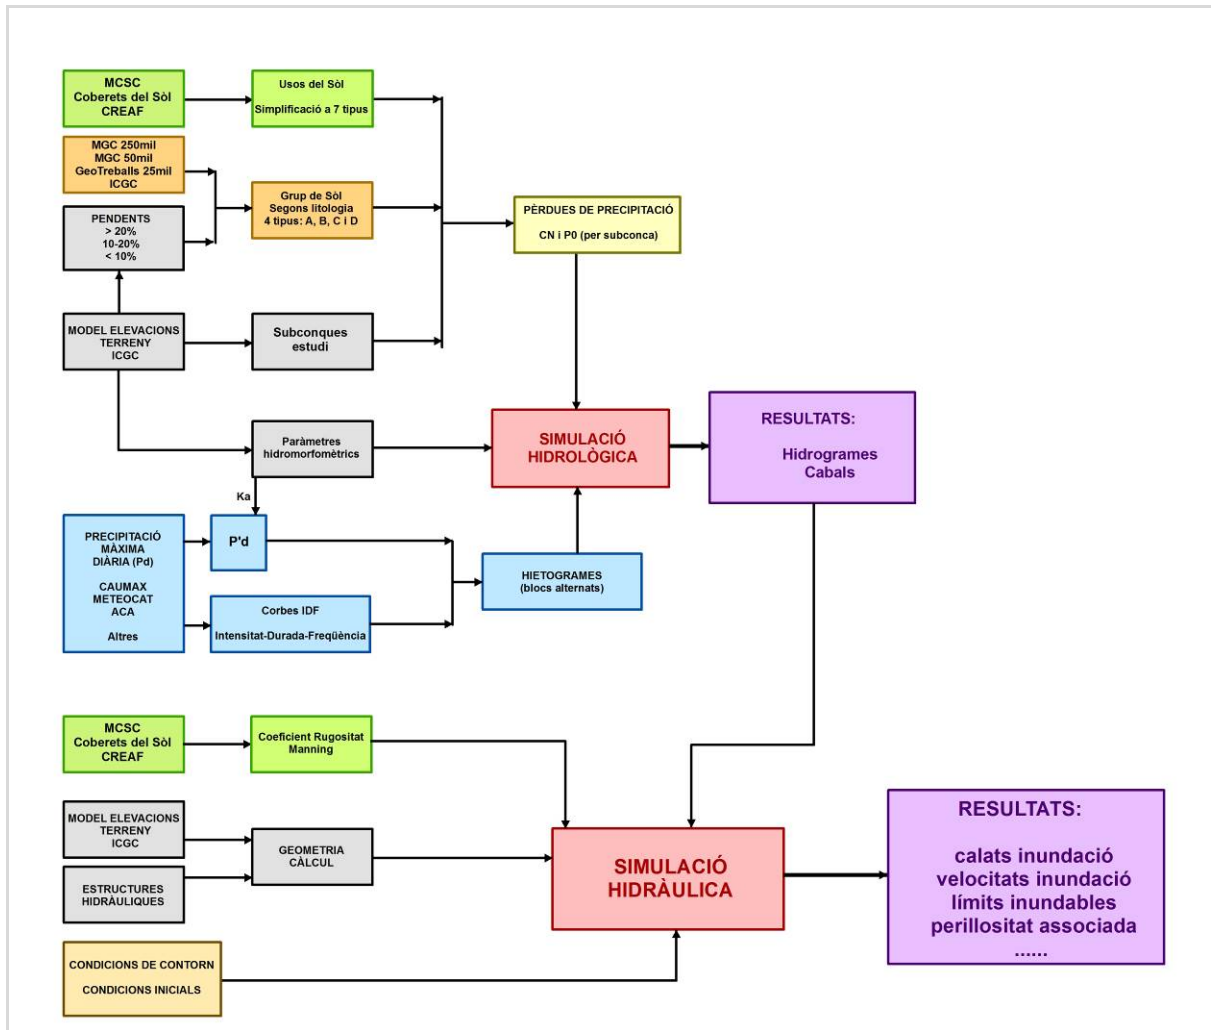 MCSC
Coberets del Sòl
CREAF
Usos del Sòl
Simplificació a 7 tipus
MGC 250mil
MGC 50mil
GeoTreballs 25mil
ICGC
PENDENTS
> 20%
10-20%
< 10%
Grup de Sòl
Segons litologia
4 tipus: A, B, C i D
PÈRDUES DE PRECIPITACIÓ
CN i P0 (per subconca)
MODEL ELEVACIONS
TERRENY
ICGC
Subconques
estudi
Paràmetres
hidromorfomètrics
SIMULACIÓ
HIDROLÒGICA
RESULTATS:
Hidrogrames
Cabals
Ka
PRECIPITACIÓ
MÀXIMA
DIÀRIA (Pd)
CAUMAX
METEOCAT
ACA
Altres
P'd
Corbes IDF
Intensitat-Durada-Freqüència
HIETOGRAMES
(blocs alternats)
MCSC
Coberets del Sòl
CREAF
Coeficient Rugositat
Manning
MODEL ELEVACIONS
TERRENY
ICGC
ESTRUCTURES
HIDRÀULIQUES
GEOMETRIA
CÀLCUL
SIMULACIÓ
HIDRÀULICA
RESULTATS:
calats inundació
velocitats inundació
límits inundables
perillositat associada
......
CONDICIONS DE CONTORN
CONDICIONS INICIALS